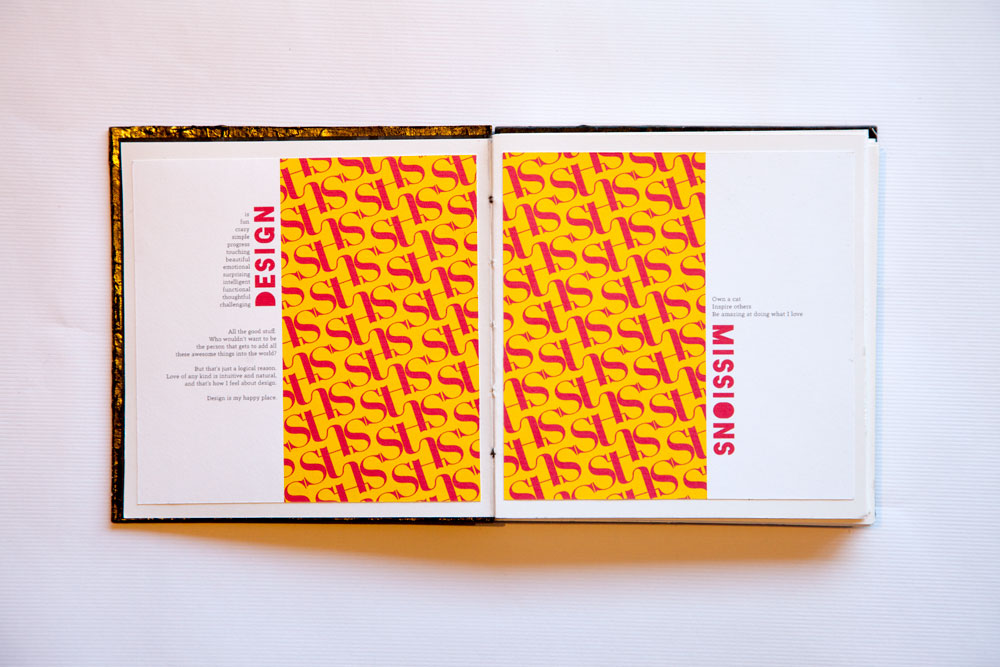 DESIGN
is
fun
crazy
simple
progress
touching
beautiful
emotional
surprising
intelligent
functional
thoughtful
challenging
All the good stuff.
Who wouldn't want to be
the person that gets to add all
these awesome things into the world?
But that's just a logical reason.
Love of any kind is intuitive and natural,
and that's how I feel about design.
Design is my happy place.
Own a cat
Inspire others
Be amazing at doing what I love
MISSIONS